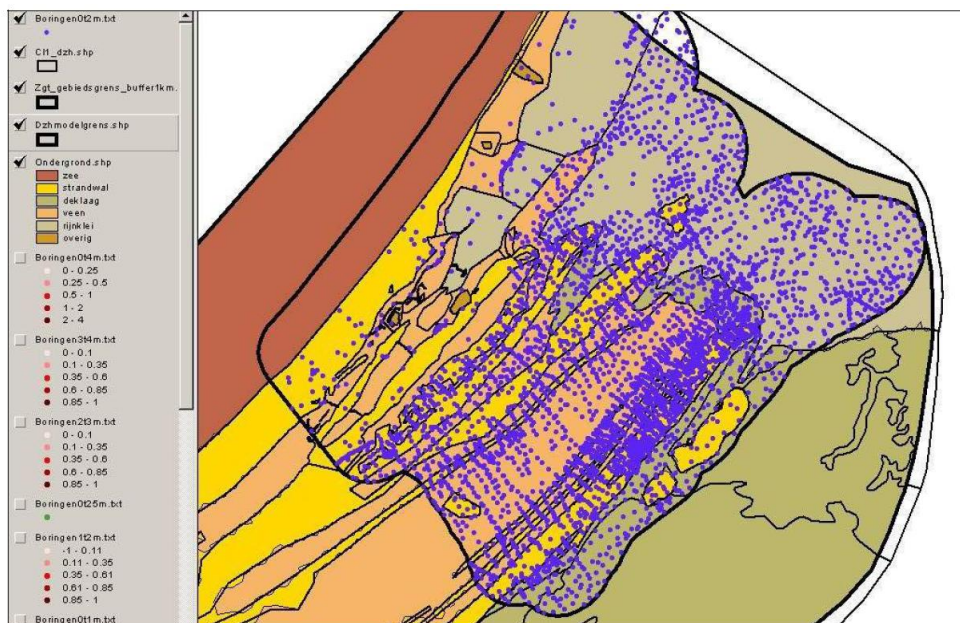 Boringen0t2m.txt
CM_dzh.shp
Zgt_gebiedsgrens_buffer1km.
Dzhmodelgrens.shp
Ondergrond.shp
zee
strandwal
deklaag
veen
rijnklei
overig
Boringen0t4m.txt
0 - 0.25
0.25 - 0.5
0.5 - 1
1 - 2
2 - 4
Boringen3t4m.txt
0 - 0.1
0.1 - 0.35
0.35 - 0.6
0.6 - 0.85
0.85 - 1
Boringen2t3m.txt
0 - 0.1
0.1 - 0.35
0.35 - 0.6
0.6 - 0.85
0.85 - 1
Boringen0t25m.txt
Boringen1t2m.txt
-1 - 0.11
0.11 - 0.35
0.35 - 0.61
0.61 - 0.85
0.85 - 1
Boringen0t1m.txt